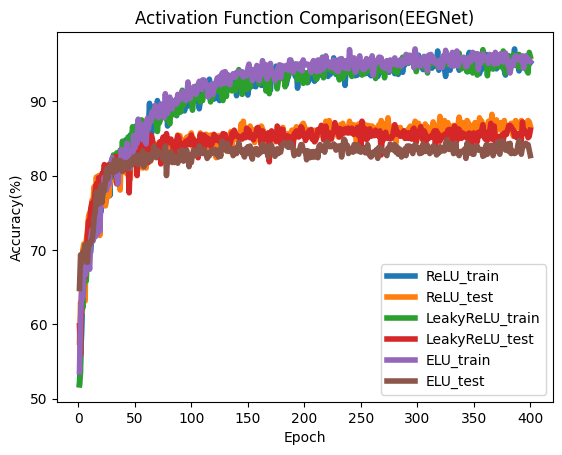 Activation Function Comparison(EEGNet)
Accuracy(%)
90
80
70
60
50
0 50 100 150 200 250 300 350 400
Epoch
ReLU_train
ReLU_test
LeakyReLU_train
LeakyReLU_test
ELU_train
ELU_test